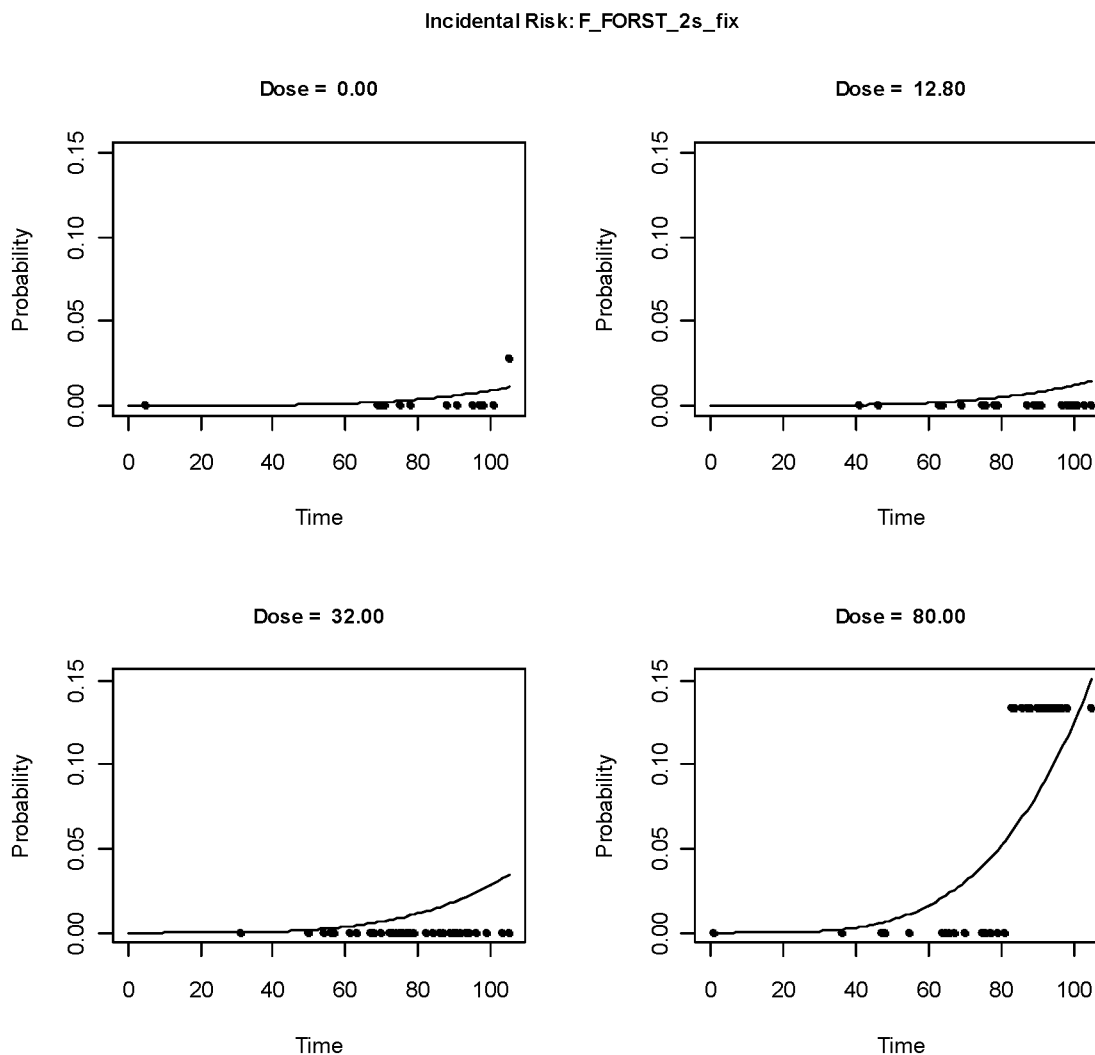 Incidental Risk: F_FORST_2s_fix
Dose = 0.00
Probability
0.15
0.10
0.05
0.00
0 20 40 60 80 100
Time
Dose = 12.80
Probability
0.15
0.10
0.05
0.00
0 20 40 60 80 100
Time
Dose = 32.00
Probability
0.15
0.10
0.05
0.00
0 20 40 60 80 100
Time
Dose = 80.00
Probability
0.15
0.10
0.05
0.00
0 20 40 60 80 100
Time